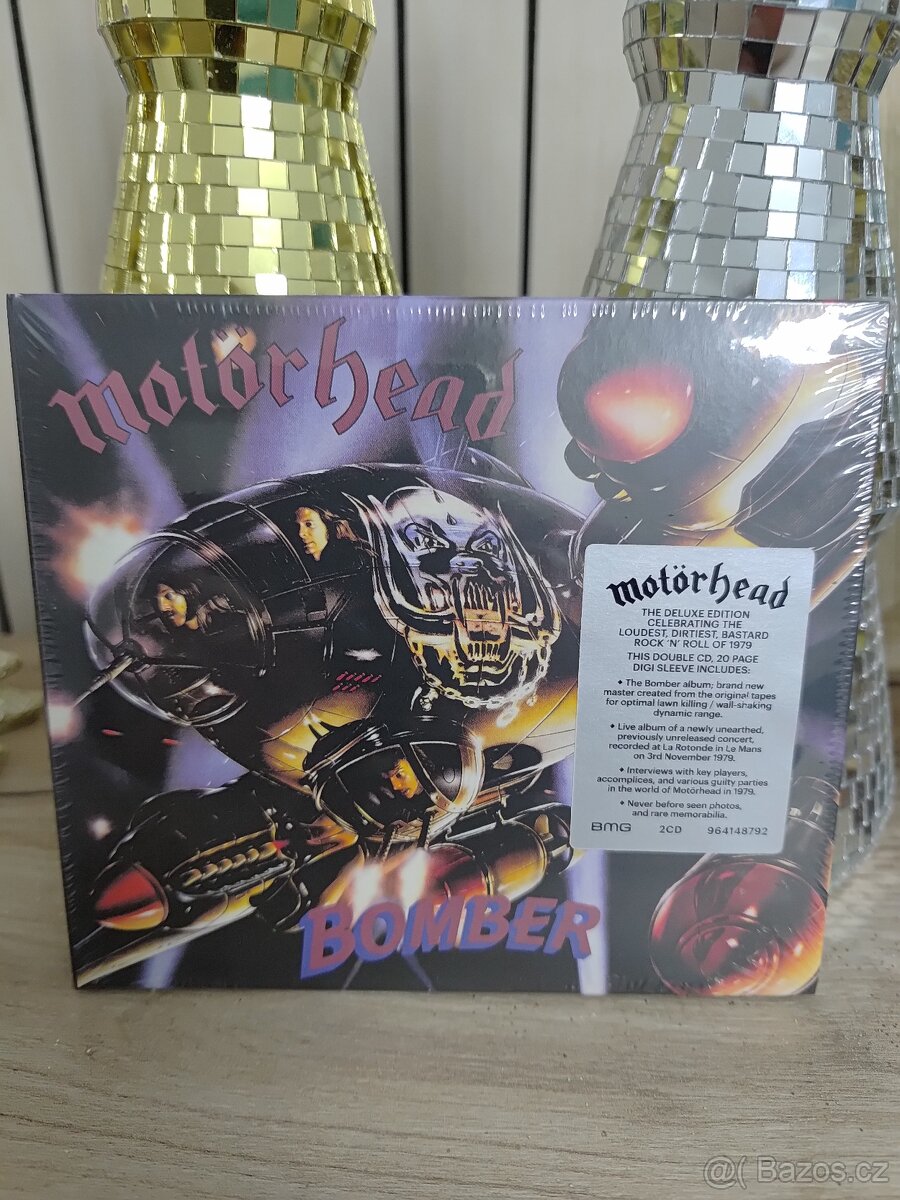 motörhead
motörhead
THE DELUXE EDITION
CELEBRATING THE
LOUDEST, DIRTIEST, BASTARD
ROCK 'N' ROLL OF 1979
THIS DOUBLE CD, 20 PAGE
DIGI SLEEVE INCLUDES:
♠ The Bomber album; brand new
master created from the original tapes
for optimal lawn killing / wall-shaking
dynamic range.
♠ Live album of a newly unearthed,
previously unreleased concert,
recorded at La Rotonde in Le Mans
on 3rd November 1979.
♠ Interviews with key players,
accomplices, and various guilty parties
in the world of Motörhead in 1979.
♠ Never before seen photos,
and rare memorabilia.
BMG 2CD 964148792
BOMBER
@( Bazos.cz